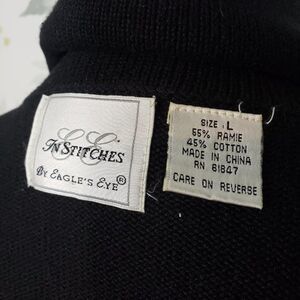 IN STITCHES
BY EAGLE'S EYE®
SIZE: L
55% RAMIE
45% COTTON
MADE IN CHINA
RN 61847
CARE ON REVERSE